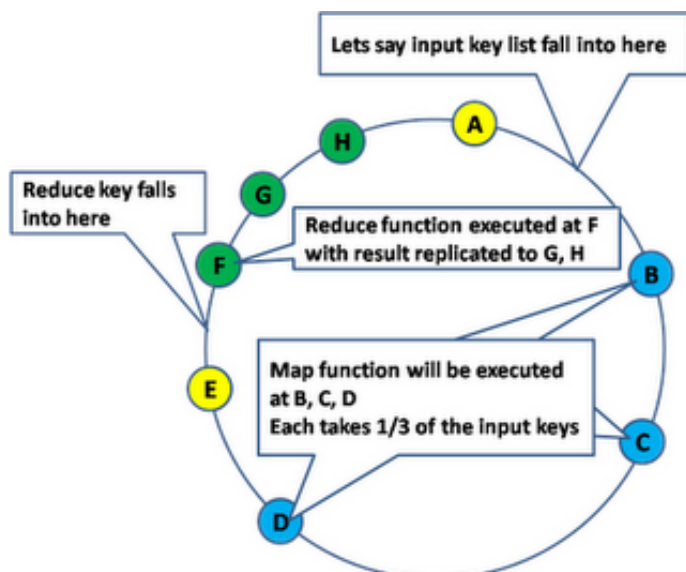 Lets say input key list fall into here
A
H
G
Reduce key falls
into here
Reduce function executed at F
with result replicated to G, H
F
B
Map function will be executed
at B, C, D
Each takes 1/3 of the input keys
E
C
D